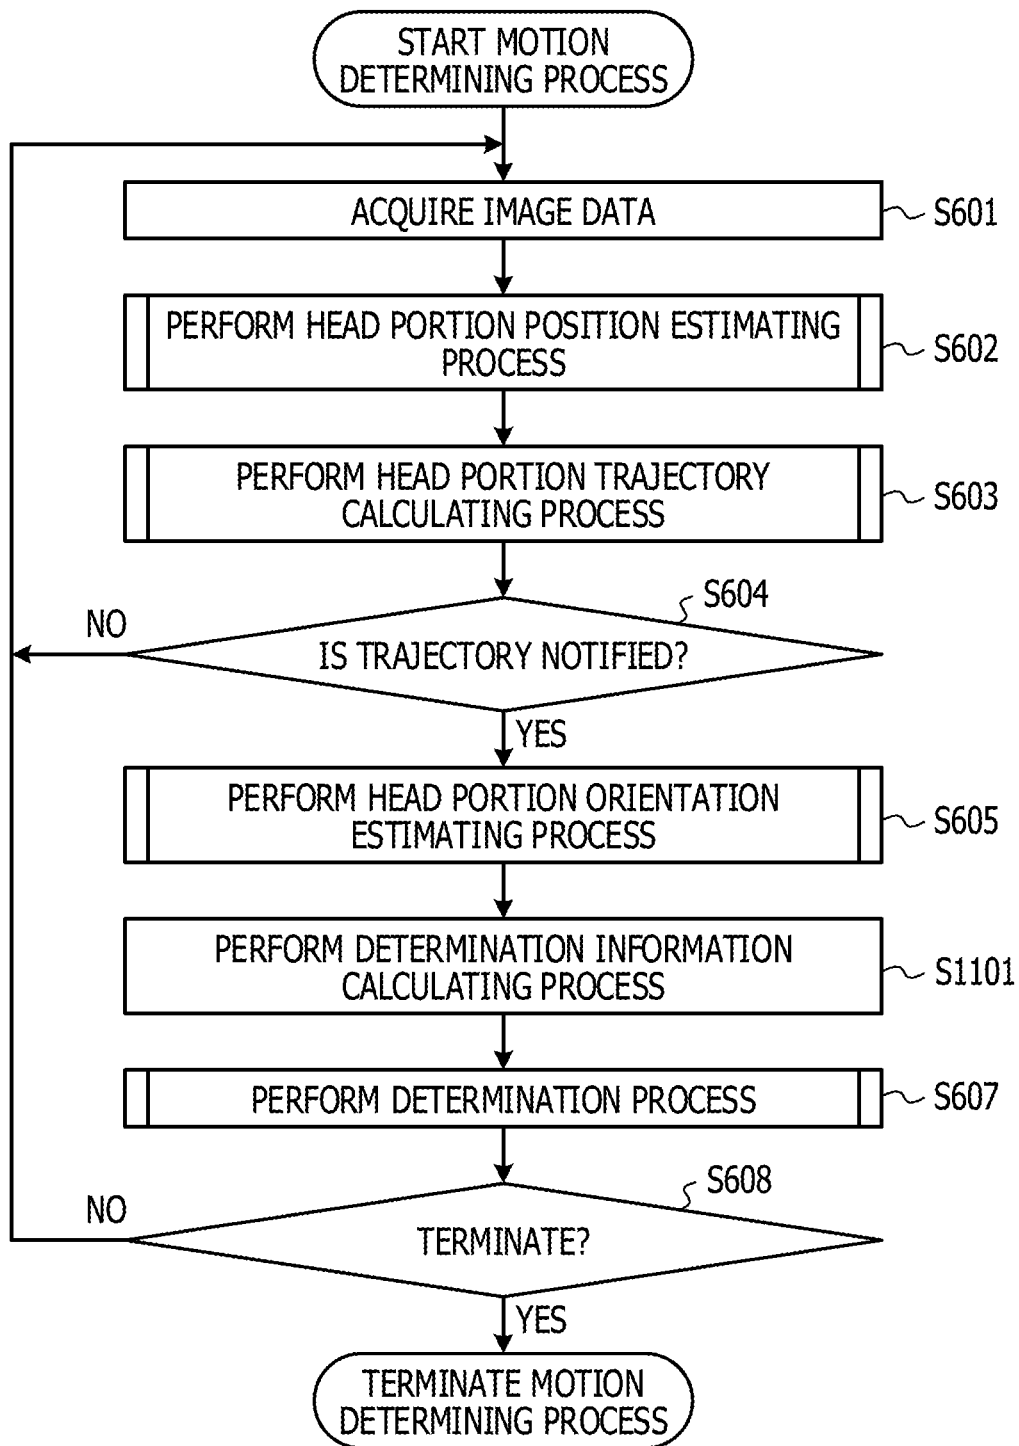 START MOTION
DETERMINING PROCESS
ACQUIRE IMAGE DATA
S601
PERFORM HEAD PORTION POSITION ESTIMATING
PROCESS
S602
PERFORM HEAD PORTION TRAJECTORY
CALCULATING PROCESS
S603
S604
NO
IS TRAJECTORY NOTIFIED?
YES
PERFORM HEAD PORTION ORIENTATION
ESTIMATING PROCESS
S605
PERFORM DETERMINATION INFORMATION
CALCULATING PROCESS
S1101
PERFORM DETERMINATION PROCESS
S607
S608
NO
TERMINATE?
YES
TERMINATE MOTION
DETERMINING PROCESS